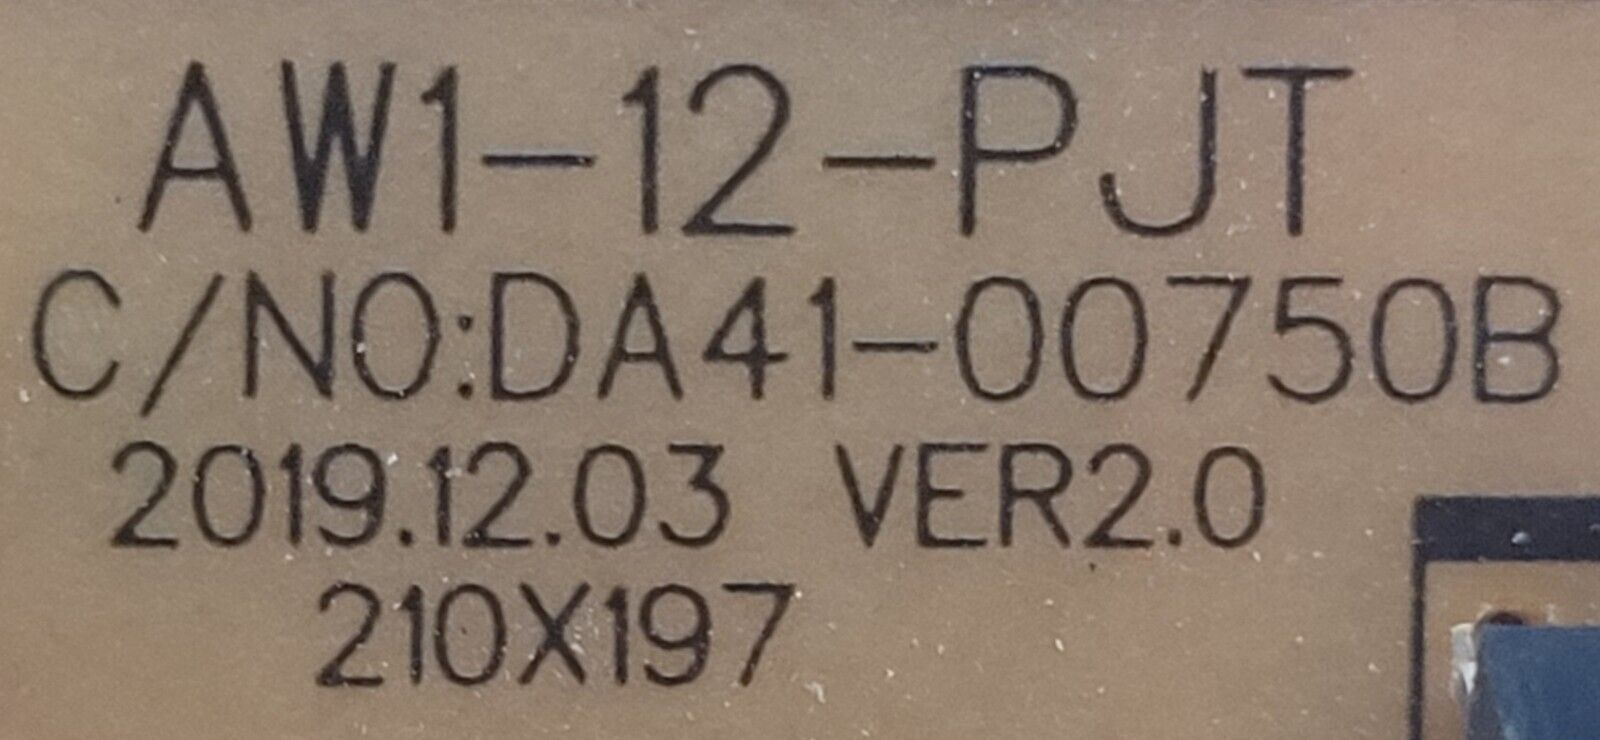 AW1-12-PJT
C/NO:DA41-00750B
2019.12.03 VER2.0
210X197